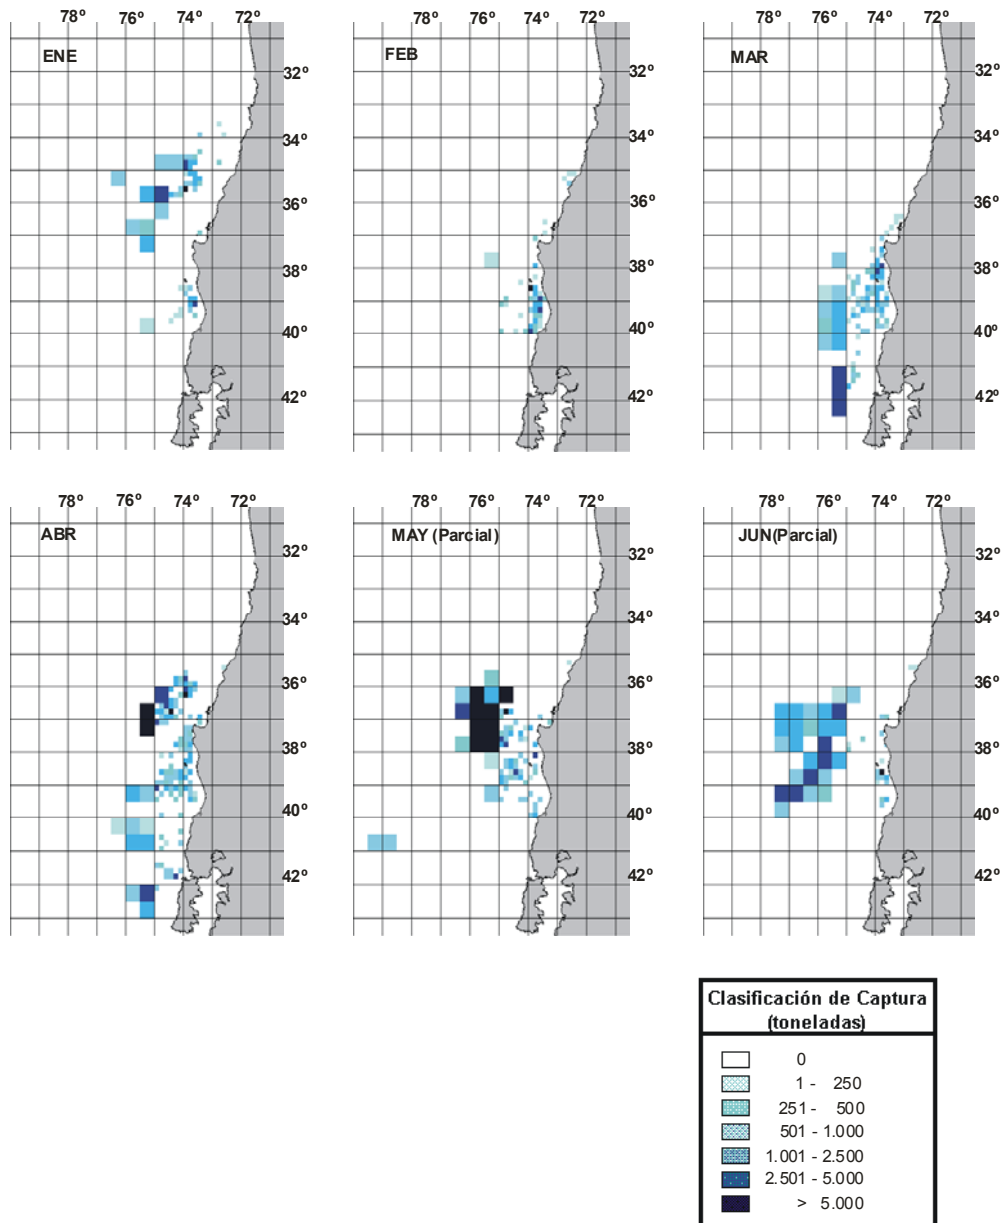 78º 76º 74º 72º
78º 76º 74º 72º
78º 76º 74º 72º
ENE
FEB
MAR
32º
32º
32º
34º
34º
34º
36º
36º
36º
38º
38º
38º
40º
40º
40º
42º
42º
42º
78º 76º 74º 72º
78º 76º 74º 72º
78º 76º 74º 72º
ABR
MAY (Parcial)
JUN(Parcial)
32º
32º
32º
34º
34º
34º
36º
36º
36º
38º
38º
38º
40º
40º
40º
42º
42º
42º
Clasificación de Captura
(toneladas)
0
1 - 250
251 - 500
501 - 1.000
1.001 - 2.500
2.501 - 5.000
> 5.000